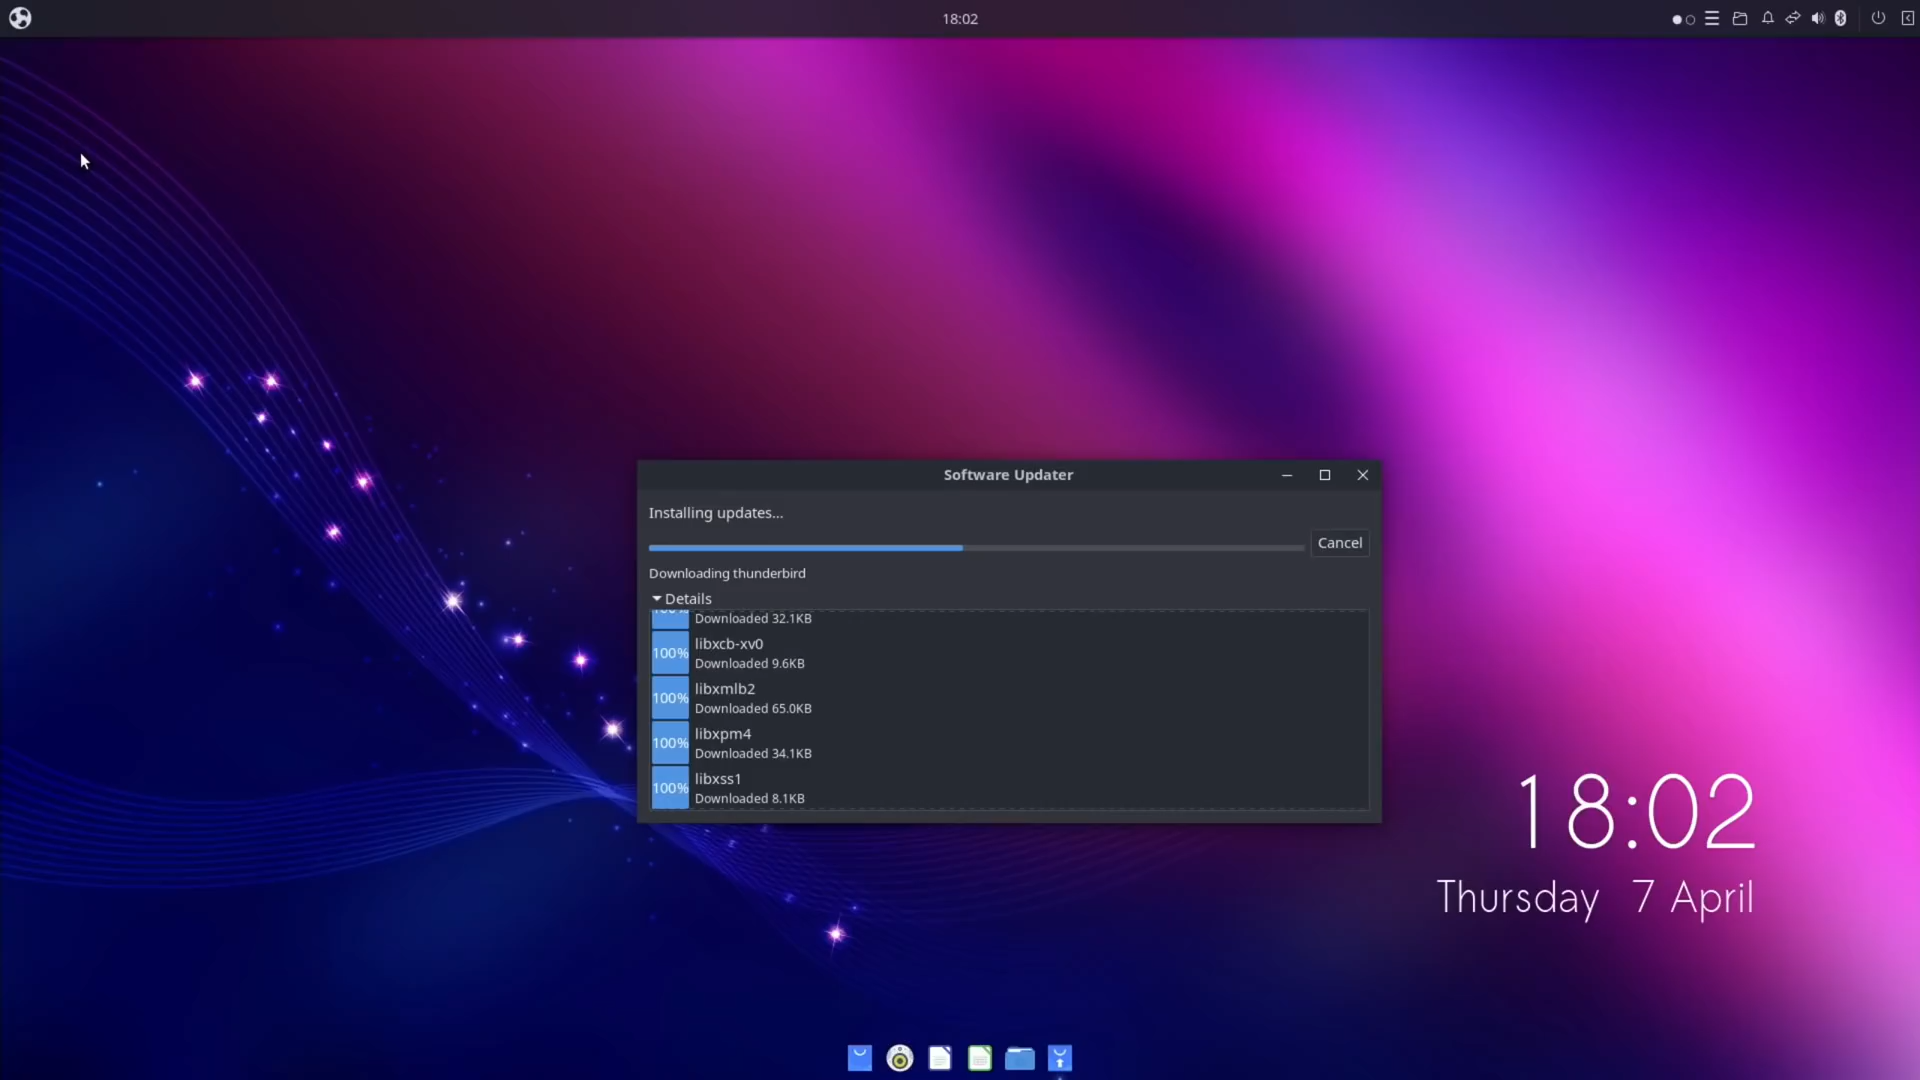 18:02
Software Updater
Installing updates...
Cancel
Downloading thunderbird
Details
100%
Downloaded 32.1KB
100%
libxcb-xv0
Downloaded 9.6KB
100%
libxmlb2
Downloaded 65.0KB
100%
libxpm4
Downloaded 34.1KB
100%
libxss1
Downloaded 8.1KB
18:02
Thursday 7 April